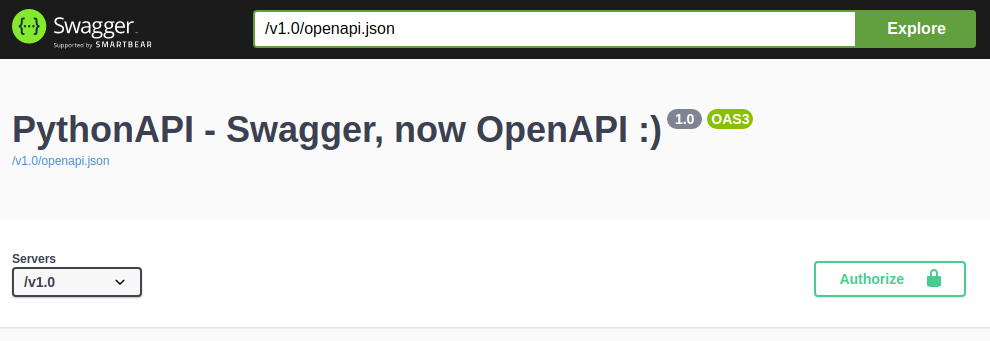 Swagger
Supported by SMARTBEAR
/v1.0/openapi.json
Explore
PythonAPI - Swagger, now OpenAPI :) 1.0 OAS3
/v1.0/openapi.json
Servers
/v1.0
Authorize